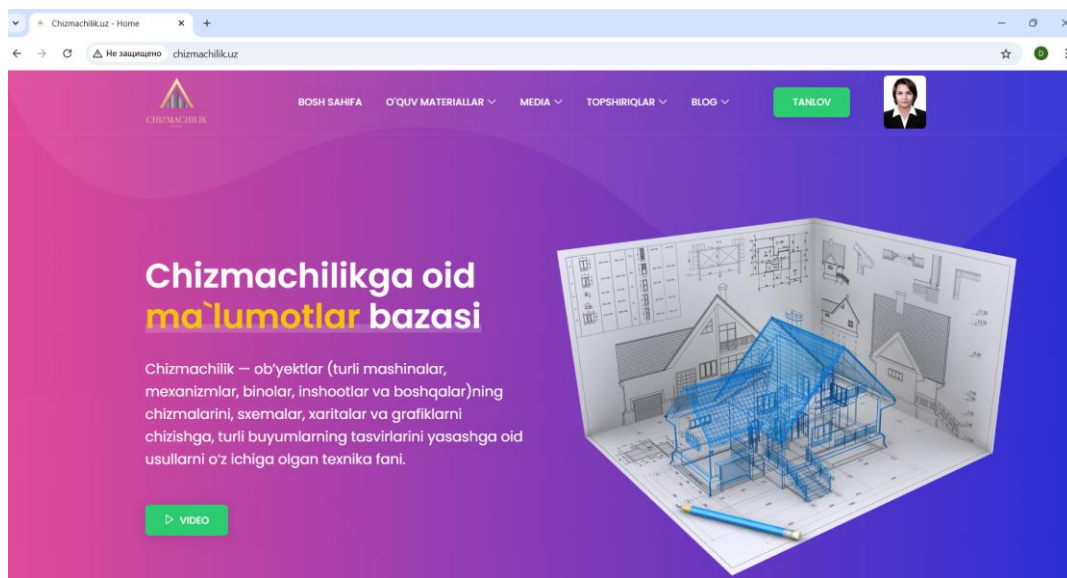 Chizmachilik.uz - Home
Не защищено chizmachilik.uz
D
CHIZMACHILIK
BOSH SAHIFA O`QUV MATERIALLAR MEDIA TOPSHIRIQLAR BLOG TANLOV
Chizmachilikga oid
ma`lumotlar bazasi
Chizmachilik — ob’yektlar (turli mashinalar,
mexanizmlar, binolar, inshootlar va boshqalar)ning
chizmalarini, sxemalar, xaritalar va grafiklarni
chizishga, turli buyumlarning tasvirlarini yasashga oid
usullarni o‘z ichiga olgan texnika fani.
VIDEO